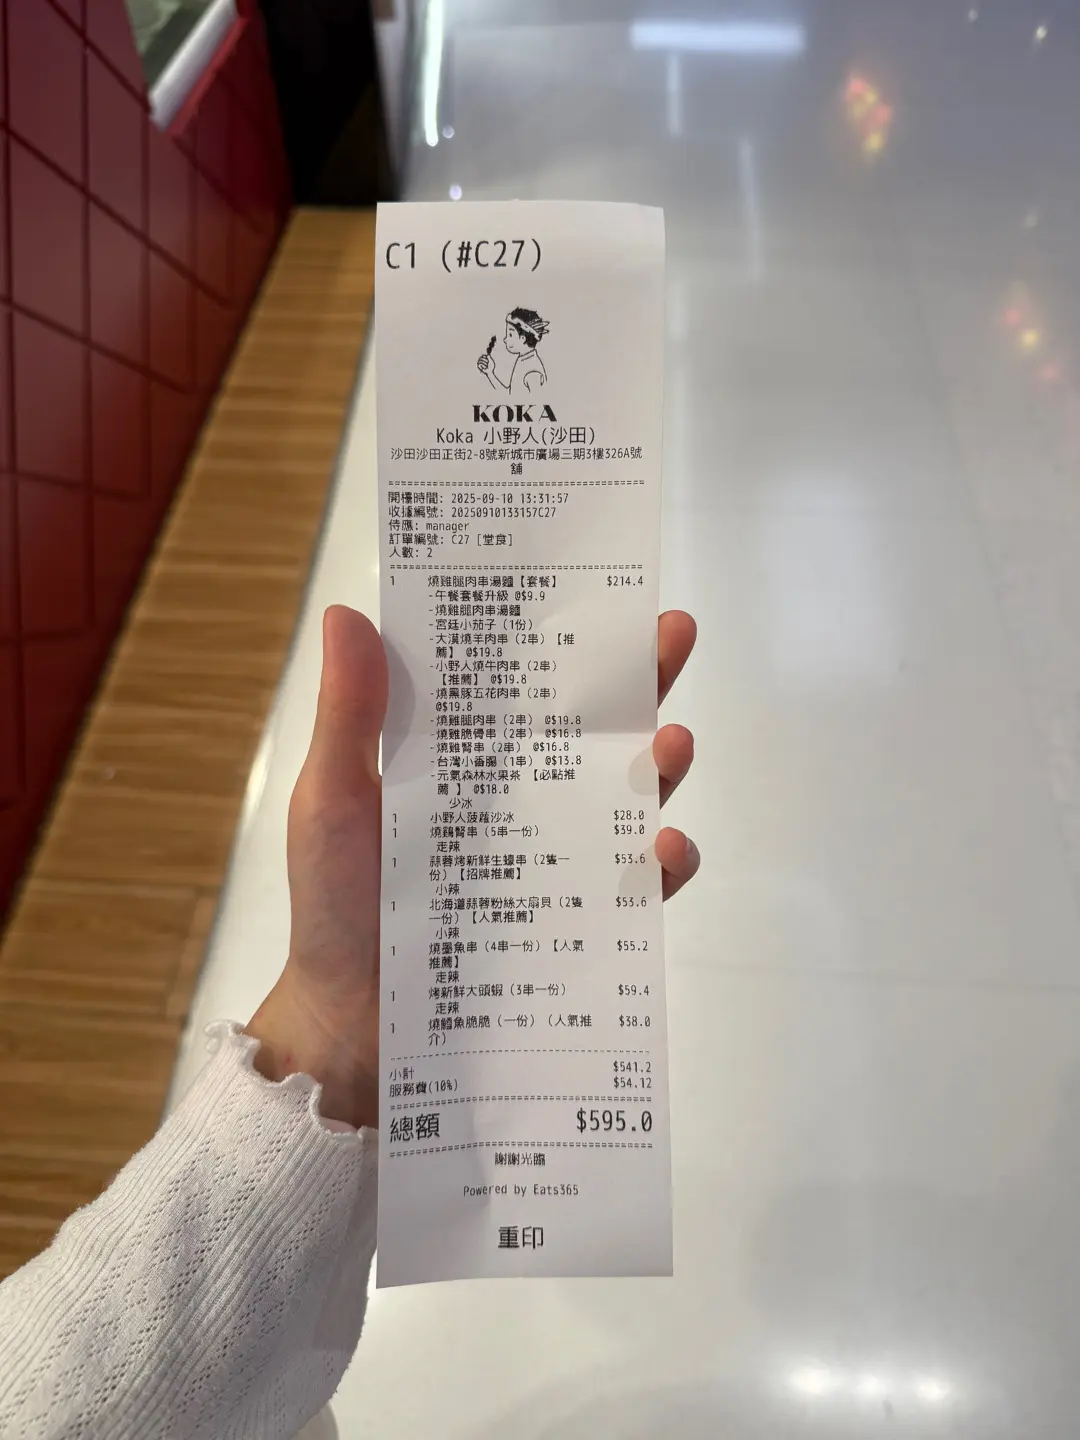 C1 (#C27)
KOKA
Koka 小野人(沙田)
沙田沙田正街2-8號新城市廣場三期3樓326A號
舖
開檯時間: 2025-09-10 13:31:57
收據編號: 20250910133157C27
侍應: manager
訂單編號: C27 [堂食]
人數: 2
1 燒雞腿肉串湯麵【套餐】 $214.4
-午餐套餐升級 @$9.9
-燒雞腿肉串湯麵
-宮廷小茄子（1份）
-大漠燒羊肉串（2串）【推
薦】 @$19.8
-小野人燒牛肉串（2串）
【推薦】 @$19.8
-燒黑豚五花肉串（2串）
@$19.8
-燒雞腿肉串（2串） @$19.8
-燒雞脆骨串（2串） @$16.8
-燒雞腎串（2串） @$16.8
-台灣小香腸（1串） @$13.8
-元氣森林水果茶 【必點推
薦 】 @$18.0
少冰
1 小野人菠蘿沙冰 $28.0
1 燒鷄腎串（5串一份） $39.0
走辣
1 蒜蓉烤新鮮生蠔串（2隻一 $53.6
份）【招牌推薦】
小辣
1 北海道蒜蓉粉絲大扇貝（2隻 $53.6
一份）【人氣推薦】
小辣
1 燒墨魚串（4串一份）【人氣 $55.2
推薦】
走辣
1 烤新鮮大頭蝦（3串一份） $59.4
走辣
1 燒鱈魚脆脆（一份）（人氣推 $38.0
介）
小計 $541.2
服務費(10%) $54.12
總額 $595.0
謝謝光臨
Powered by Eats365
重印